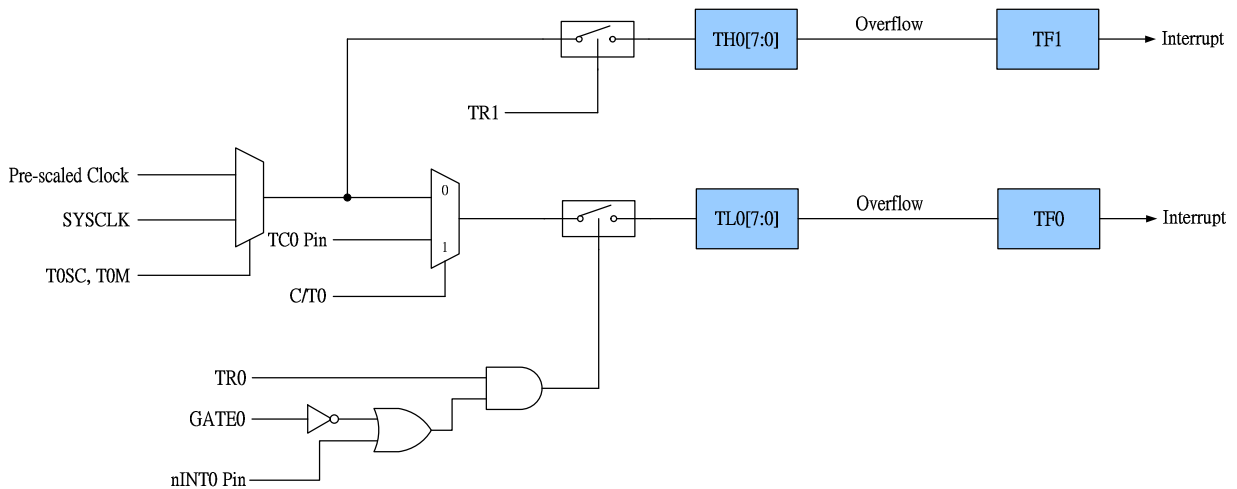 Overflow
TH0[7:0]
TF1
Interrupt
TR1
Pre-scaled Clock
0
SYSCLK
Overflow
TL0[7:0]
TF0
Interrupt
TC0 Pin
1
T0SC, T0M
C/T0
TR0
GATE0
nINT0 Pin